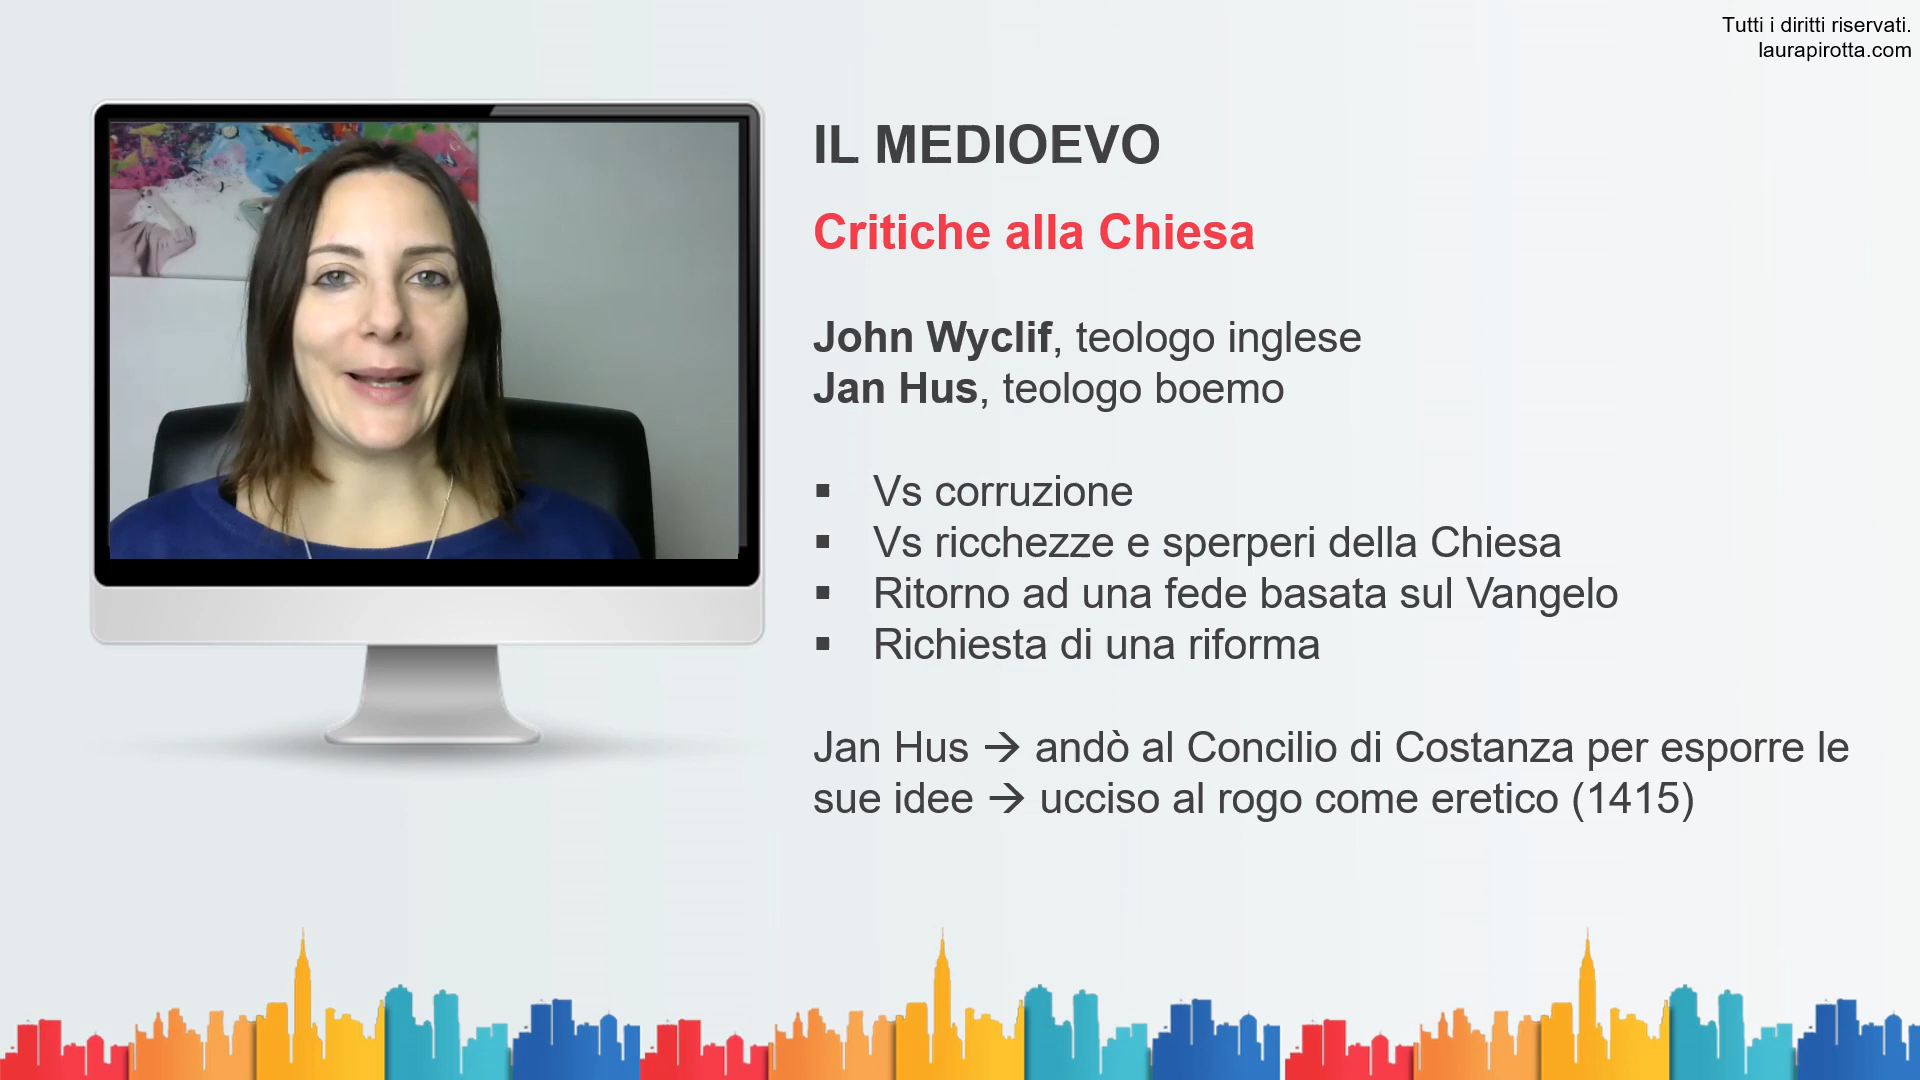 Tutti i diritti riservati.
laurapirotta.com
IL MEDIOEVO
Critiche alla Chiesa
John Wyclif, teologo inglese
Jan Hus, teologo boemo
▪ Vs corruzione
▪ Vs ricchezze e sperperi della Chiesa
▪ Ritorno ad una fede basata sul Vangelo
▪ Richiesta di una riforma
Jan Hus → andò al Concilio di Costanza per esporre le
sue idee → ucciso al rogo come eretico (1415)